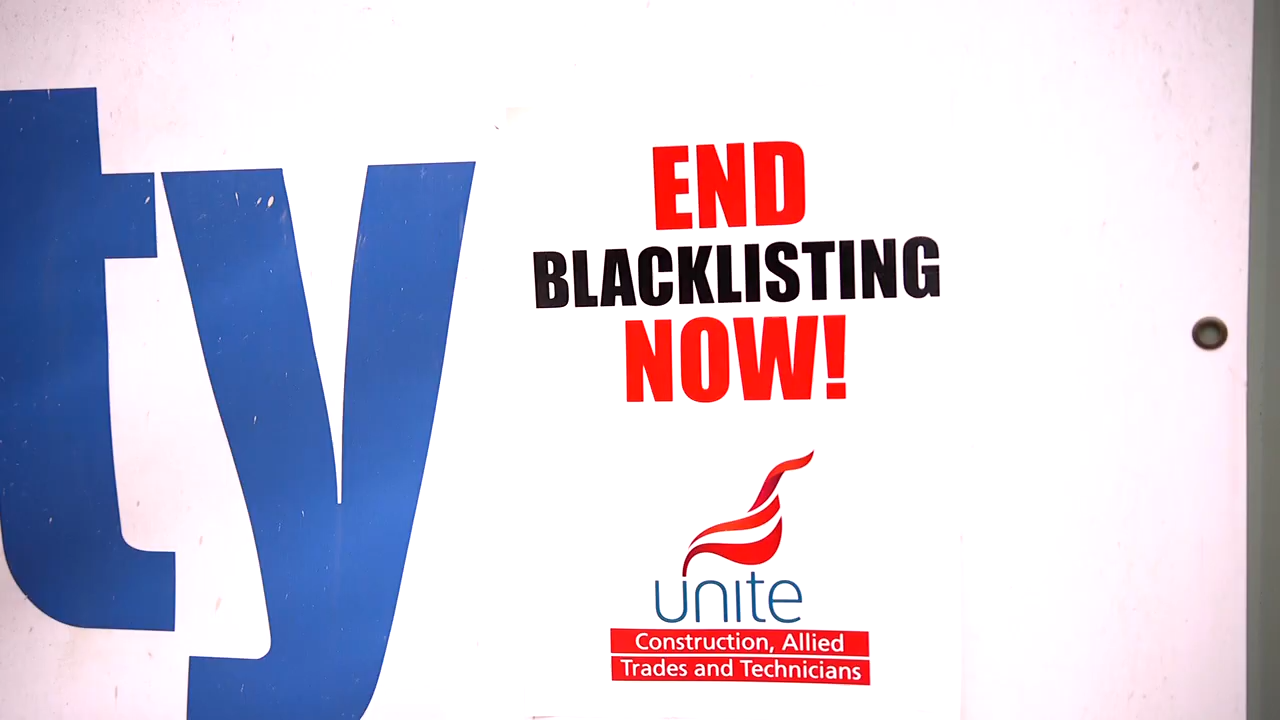 ty
END
BLACKLISTING
NOW!
unite
Construction, Allied
Trades and Technicians